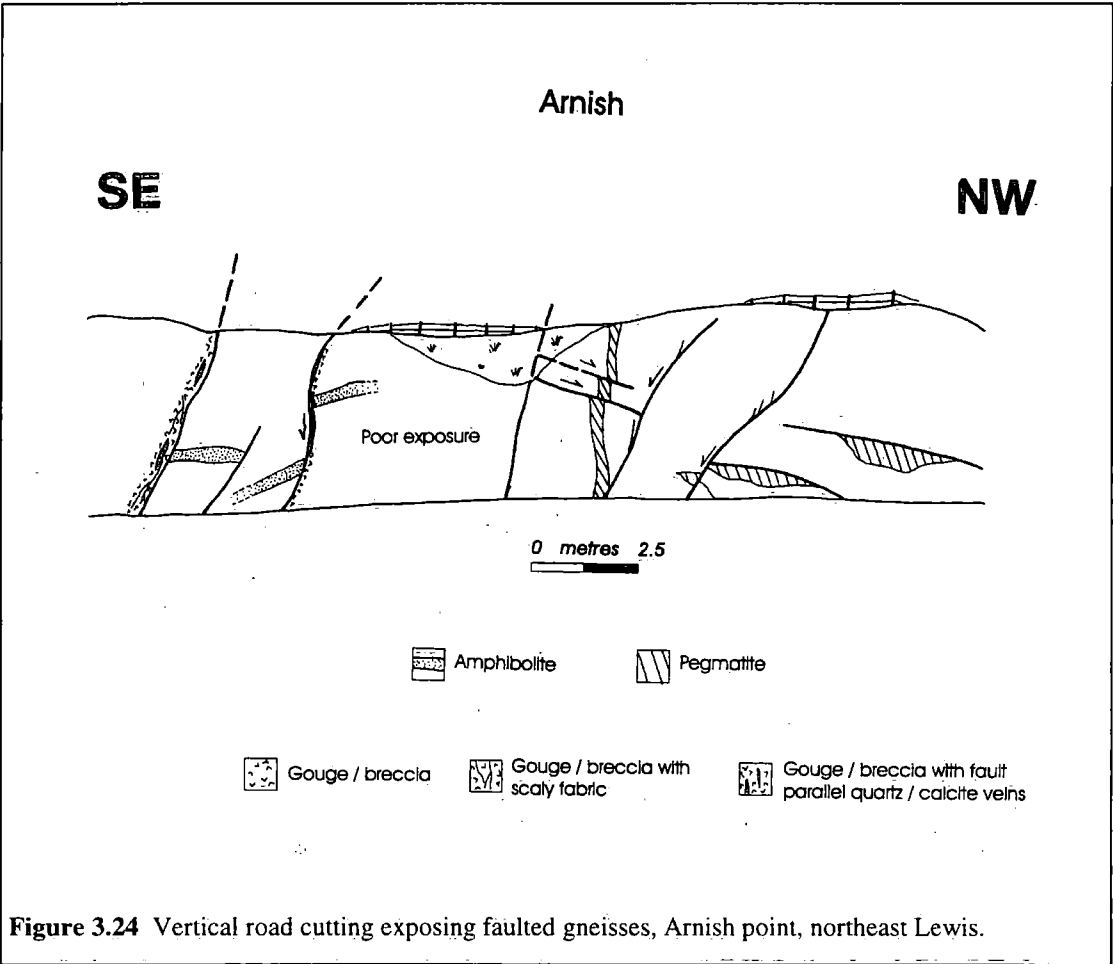 Arnish
SE
NW
Poor exposure
0 metres 2.5
Amphibolite
Pegmatite
Gouge / breccia
Gouge / breccia with
scaly fabric
Gouge / breccia with fault
parallel quartz / calcite veins
Figure 3.24 Vertical road cutting exposing faulted gneisses, Arnish point, northeast Lewis.